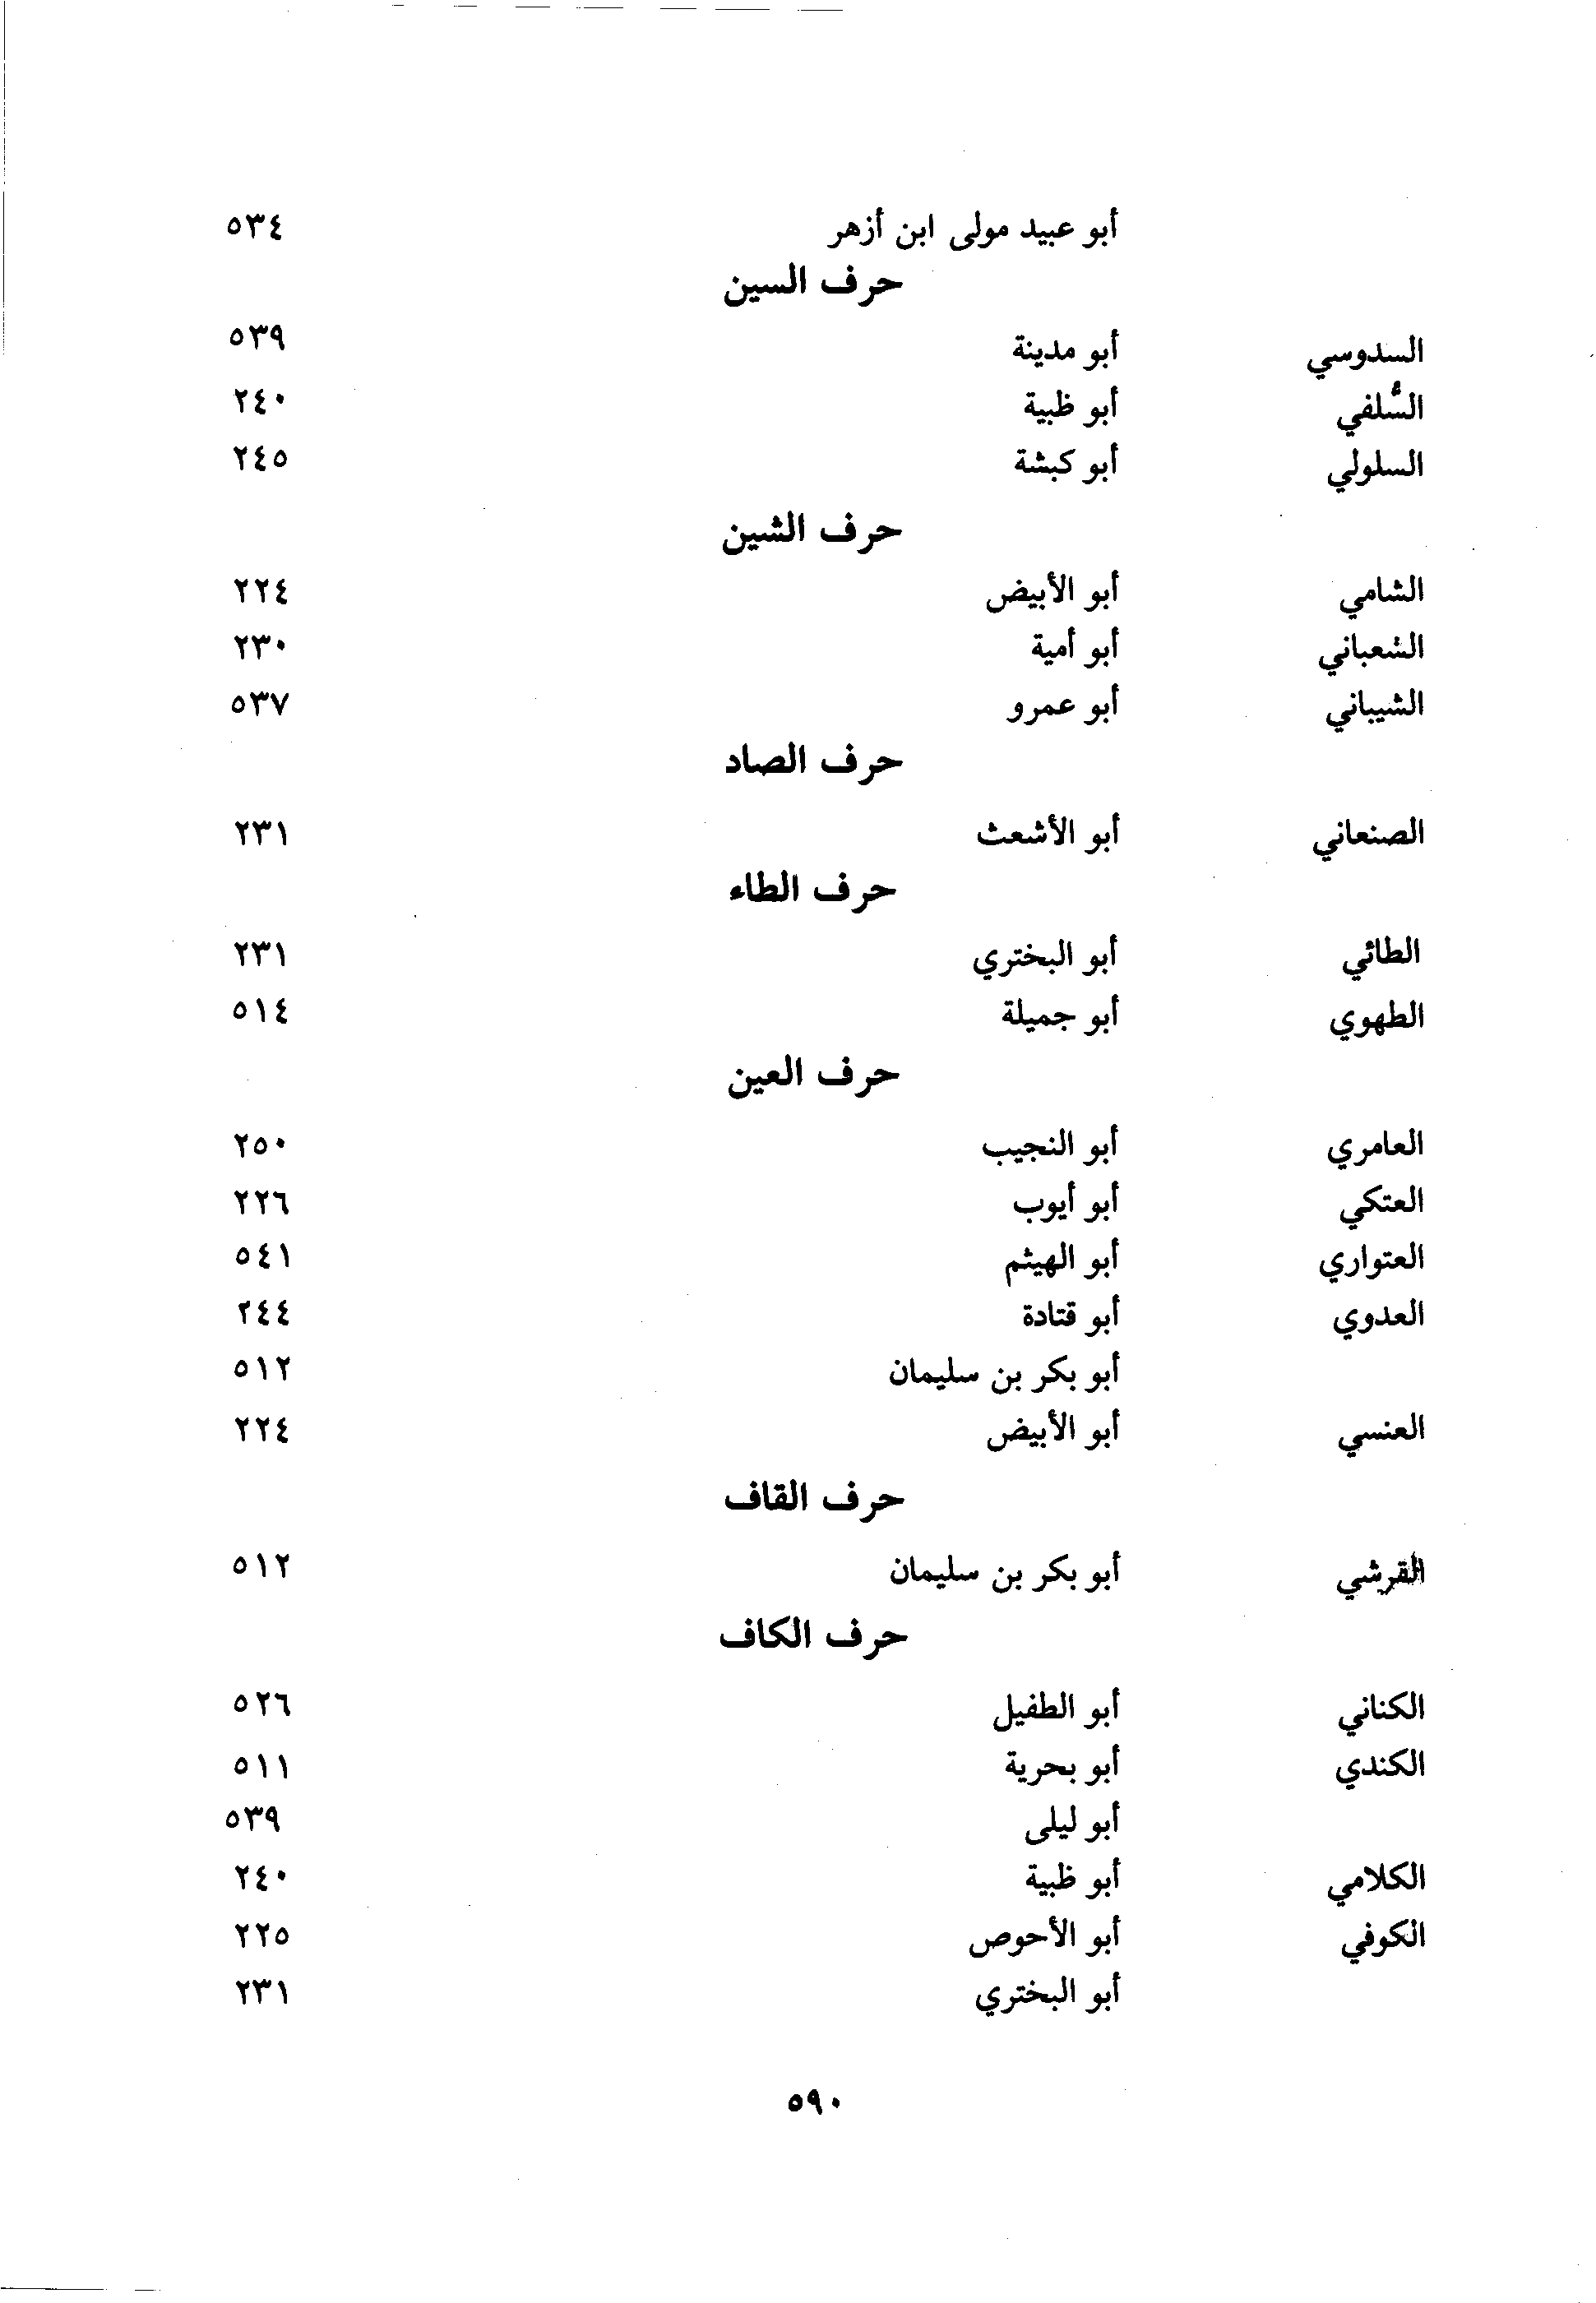 أبو عبيد مولى ابن أزهر ٥٣٤
حرف السين
السدوسي أبو مدينة ٥٣٩
السُّلفي أبو ظبية ٢٤٠
السلولي أبو كبشة ٢٤٥
حرف الشين
الشامي أبو الأبيض ٢٢٤
الشعباني أبو أمية ٢٣٠
الشيباني أبو عمرو ٥٣٧
حرف الصاد
الصنعاني أبو الأشعث ٢٣١
حرف الطاء
الطائي أبو البختري ٢٣١
الطهوي أبو جميلة ٥١٤
حرف العين
العامري أبو النجيب ٢٥٠
العتكي أبو أيوب ٢٢٦
العتواري أبو الهيثم ٥٤١
العدوي أبو قتادة ٢٤٤
أبو بكر بن سليمان ٥١٢
العنسي أبو الأبيض ٢٢٤
حرف القاف
القرشي أبو بكر بن سليمان ٥١٢
حرف الكاف
الكناني أبو الطفيل ٥٢٦
الكندي أبو بحرية ٥١١
أبو ليلى ٥٣٩
الكلامي أبو ظبية ٢٤٠
الكوفي أبو الأحوص ٢٢٥
أبو البختري ٢٣١
٥٩٠